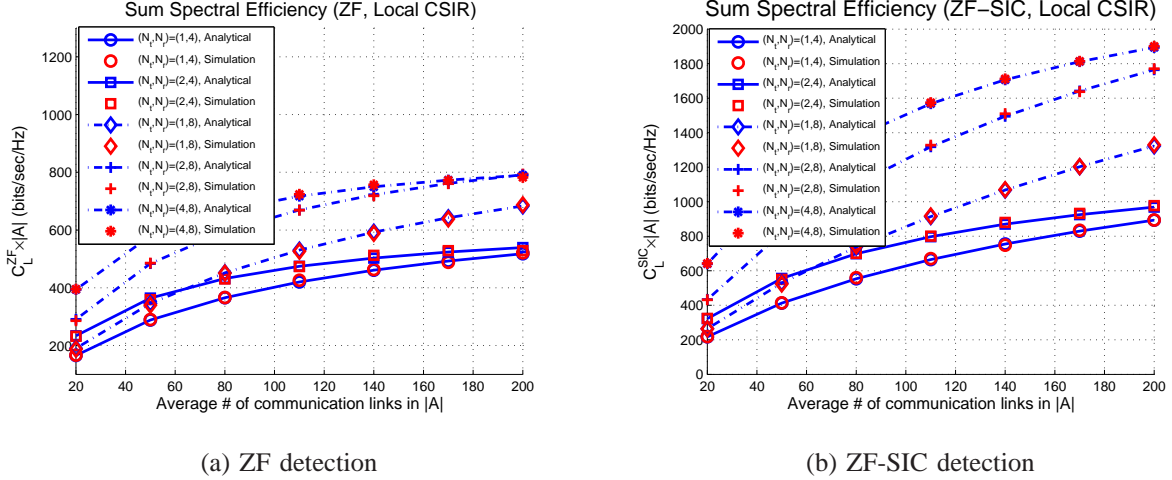 Sum Spectral Efficiency (ZF, Local CSIR)
1200
1000
800
600
400
200
20 40 60 80 100 120 140 160 180 200
Average # of communication links in |A|
C_L^ZF×|A| (bits/sec/Hz)
(N_t,N_r)=(1,4), Analytical
(N_t,N_r)=(1,4), Simulation
(N_t,N_r)=(2,4), Analytical
(N_t,N_r)=(2,4), Simulation
(N_t,N_r)=(1,8), Analytical
(N_t,N_r)=(1,8), Simulation
(N_t,N_r)=(2,8), Analytical
(N_t,N_r)=(2,8), Simulation
(N_t,N_r)=(4,8), Analytical
(N_t,N_r)=(4,8), Simulation
(a) ZF detection
Sum Spectral Efficiency (ZF−SIC, Local CSIR)
2000
1800
1600
1400
1200
1000
800
600
400
200
0
20 40 60 80 100 120 140 160 180 200
Average # of communication links in |A|
C_L^SIC×|A| (bits/sec/Hz)
(N_t,N_r)=(1,4), Analytical
(N_t,N_r)=(1,4), Simulation
(N_t,N_r)=(2,4), Analytical
(N_t,N_r)=(2,4), Simulation
(N_t,N_r)=(1,8), Analytical
(N_t,N_r)=(1,8), Simulation
(N_t,N_r)=(2,8), Analytical
(N_t,N_r)=(2,8), Simulation
(N_t,N_r)=(4,8), Analytical
(N_t,N_r)=(4,8), Simulation
(b) ZF-SIC detection